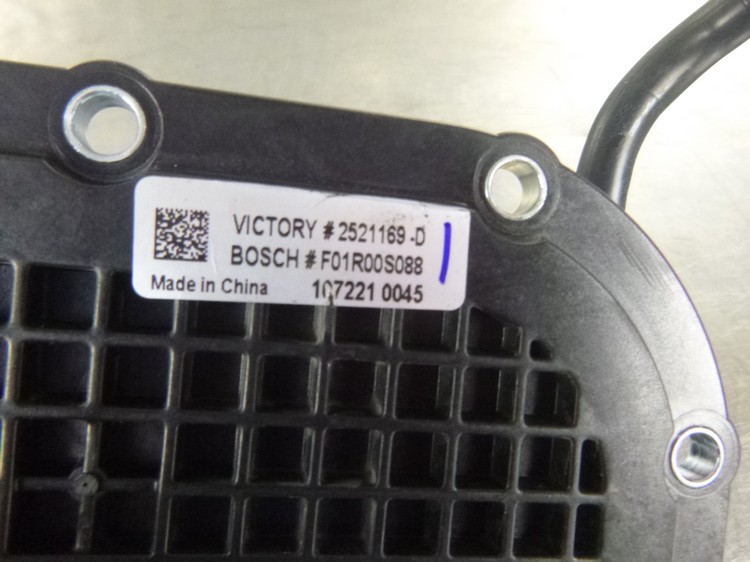 VICTORY # 2521169 -D
BOSCH # F01R00S088
Made in China 107221 0045